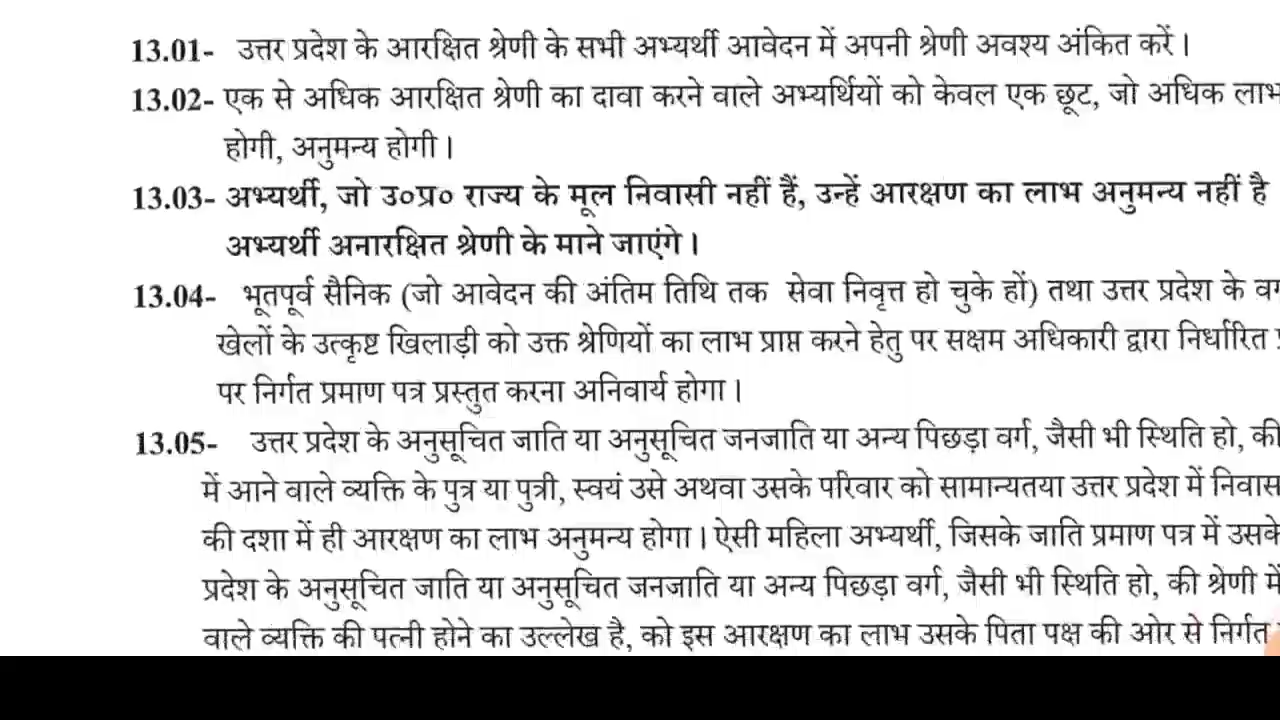 13.01- उत्तर प्रदेश के आरक्षित श्रेणी के सभी अभ्यर्थी आवेदन में अपनी श्रेणी अवश्य अंकित करें।
13.02- एक से अधिक आरक्षित श्रेणी का दावा करने वाले अभ्यर्थियों को केवल एक छूट, जो अधिक लाभ
होगी, अनुमन्य होगी।
13.03- अभ्यर्थी, जो उ०प्र० राज्य के मूल निवासी नहीं हैं, उन्हें आरक्षण का लाभ अनुमन्य नहीं है
अभ्यर्थी अनारक्षित श्रेणी के माने जाएंगे।
13.04- भूतपूर्व सैनिक (जो आवेदन की अंतिम तिथि तक सेवा निवृत्त हो चुके हों) तथा उत्तर प्रदेश के
खेलों के उत्कृष्ट खिलाड़ी को उक्त श्रेणियों का लाभ प्राप्त करने हेतु पर सक्षम अधिकारी द्वारा निर्धारित
पर निर्गत प्रमाण पत्र प्रस्तुत करना अनिवार्य होगा।
13.05- उत्तर प्रदेश के अनुसूचित जाति या अनुसूचित जनजाति या अन्य पिछड़ा वर्ग, जैसी भी स्थिति हो, की
में आने वाले व्यक्ति के पुत्र या पुत्री, स्वयं उसे अथवा उसके परिवार को सामान्यतया उत्तर प्रदेश में निवास
की दशा में ही आरक्षण का लाभ अनुमन्य होगा। ऐसी महिला अभ्यर्थी, जिसके जाति प्रमाण पत्र में उसके
प्रदेश के अनुसूचित जाति या अनुसूचित जनजाति या अन्य पिछड़ा वर्ग, जैसी भी स्थिति हो, की श्रेणी में
वाले व्यक्ति की पत्नी होने का उल्लेख है, को इस आरक्षण का लाभ उसके पिता पक्ष की ओर से निर्गत